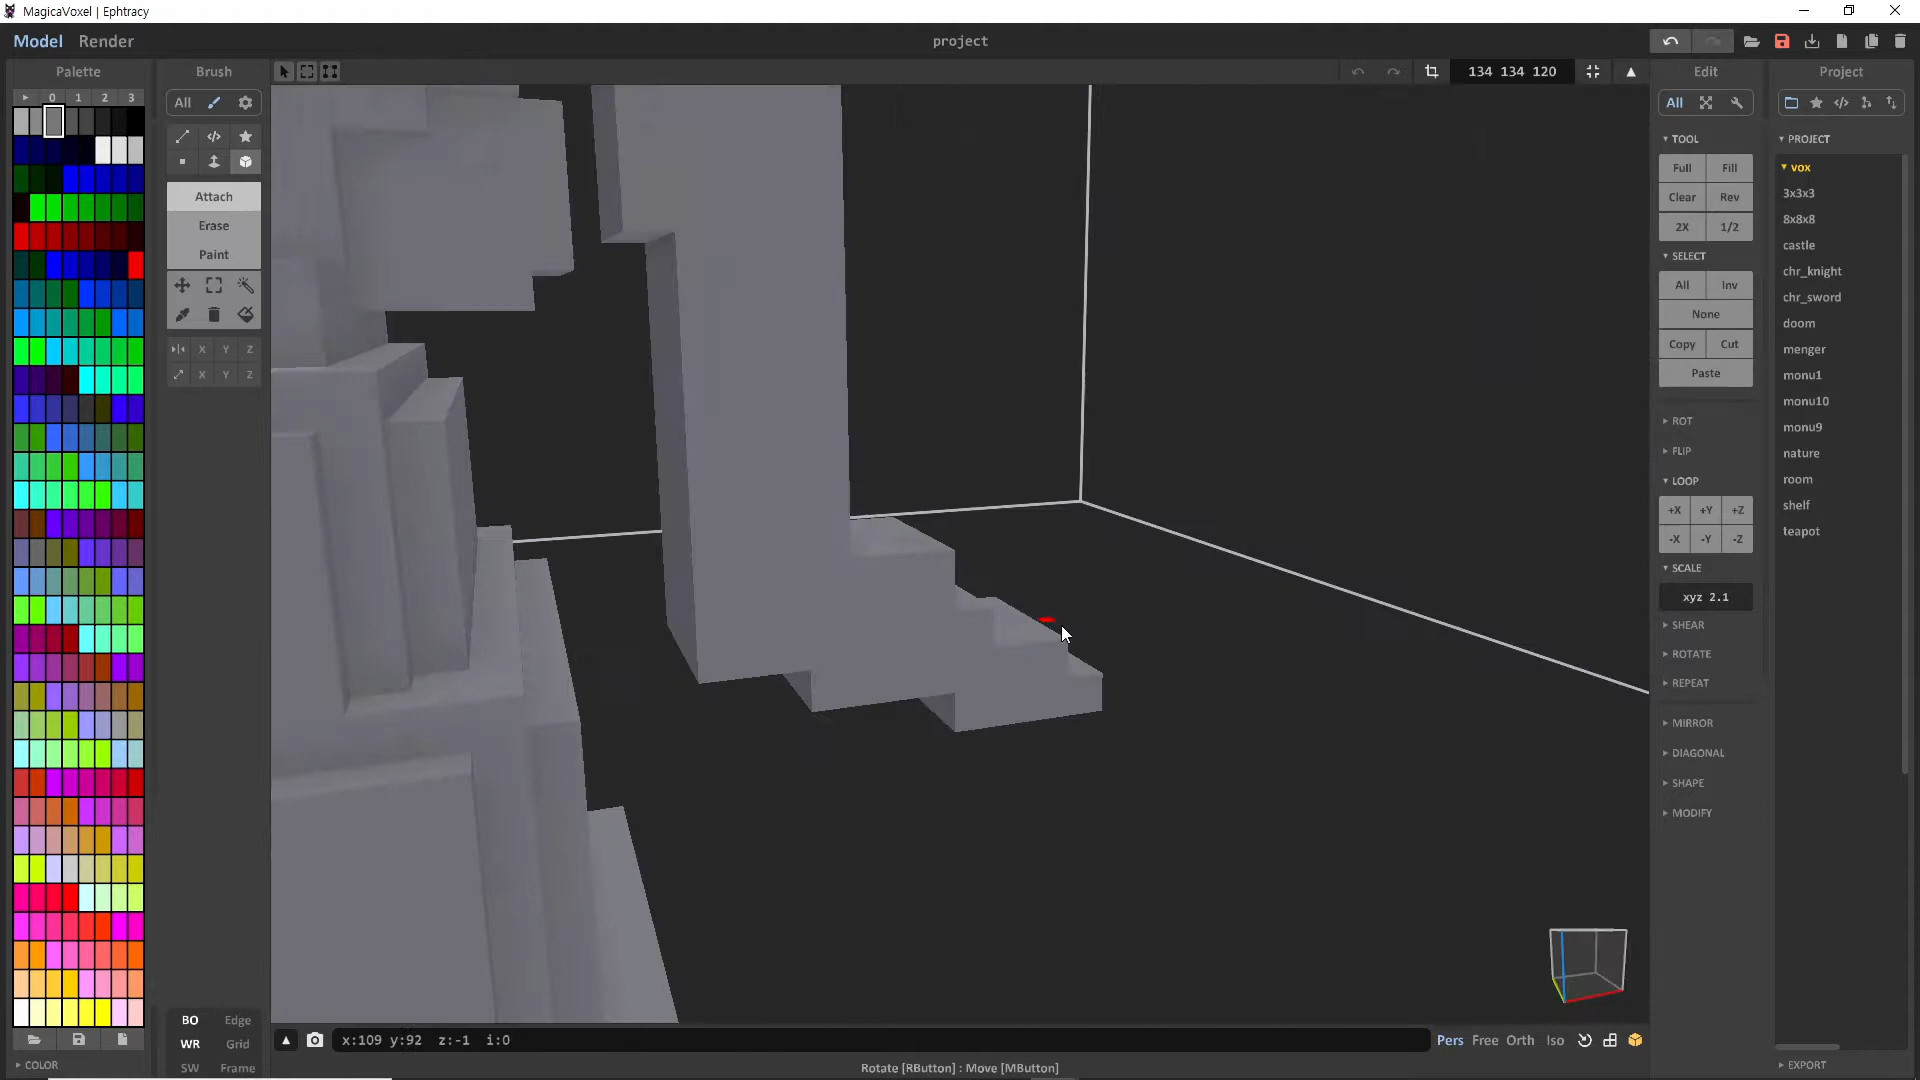 MagicaVoxel | Ephtracy
Model Render
project
Palette
Brush
134 134 120
Edit
Project
0 1 2 3
All
All
TOOL
Full Fill
Clear Rev
2X 1/2
SELECT
All Inv
None
Copy Cut
Paste
ROT
FLIP
LOOP
+X +Y +Z
-X -Y -Z
SCALE
xyz 2.1
SHEAR
ROTATE
REPEAT
MIRROR
DIAGONAL
SHAPE
MODIFY
PROJECT
vox
3x3x3
8x8x8
castle
chr_knight
chr_sword
doom
menger
monu1
monu10
monu9
nature
room
shelf
teapot
EXPORT
Attach
Erase
Paint
X Y Z
X Y Z
BO Edge
WR Grid
SW Frame
COLOR
x:109 y:92 z:-1 i:0
Pers Free Orth Iso
Rotate [RButton] : Move [MButton]